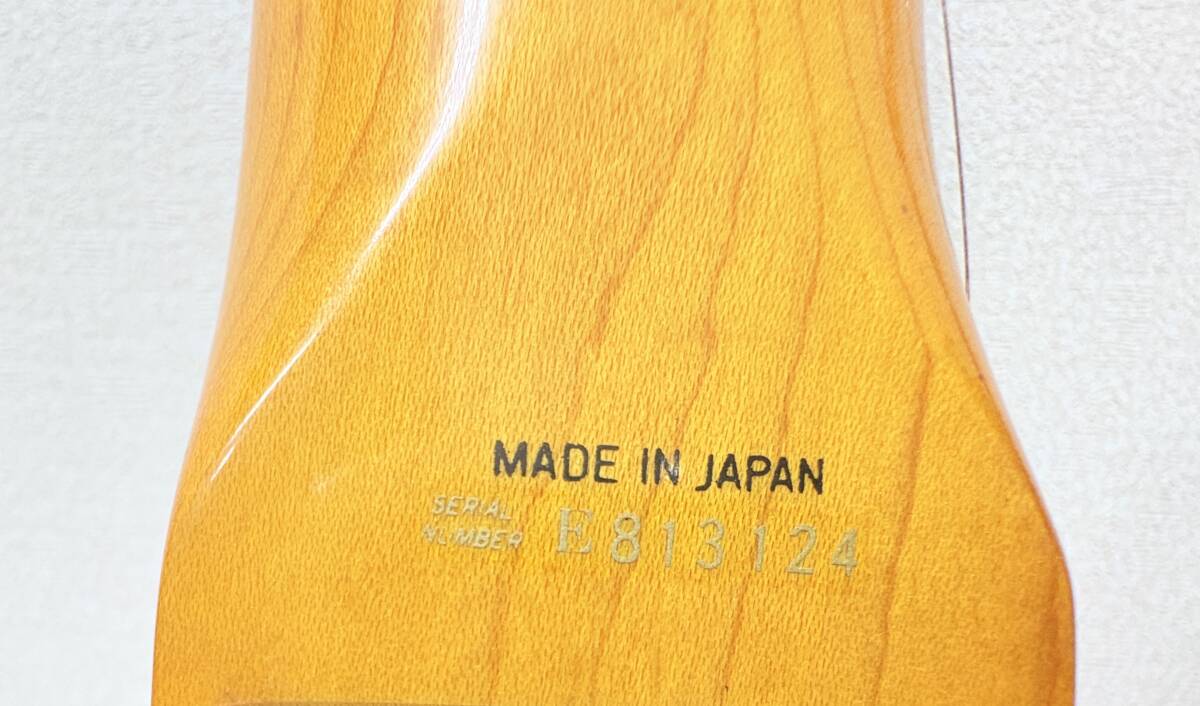 MADE IN JAPAN
SERIAL
NUMBER E813124